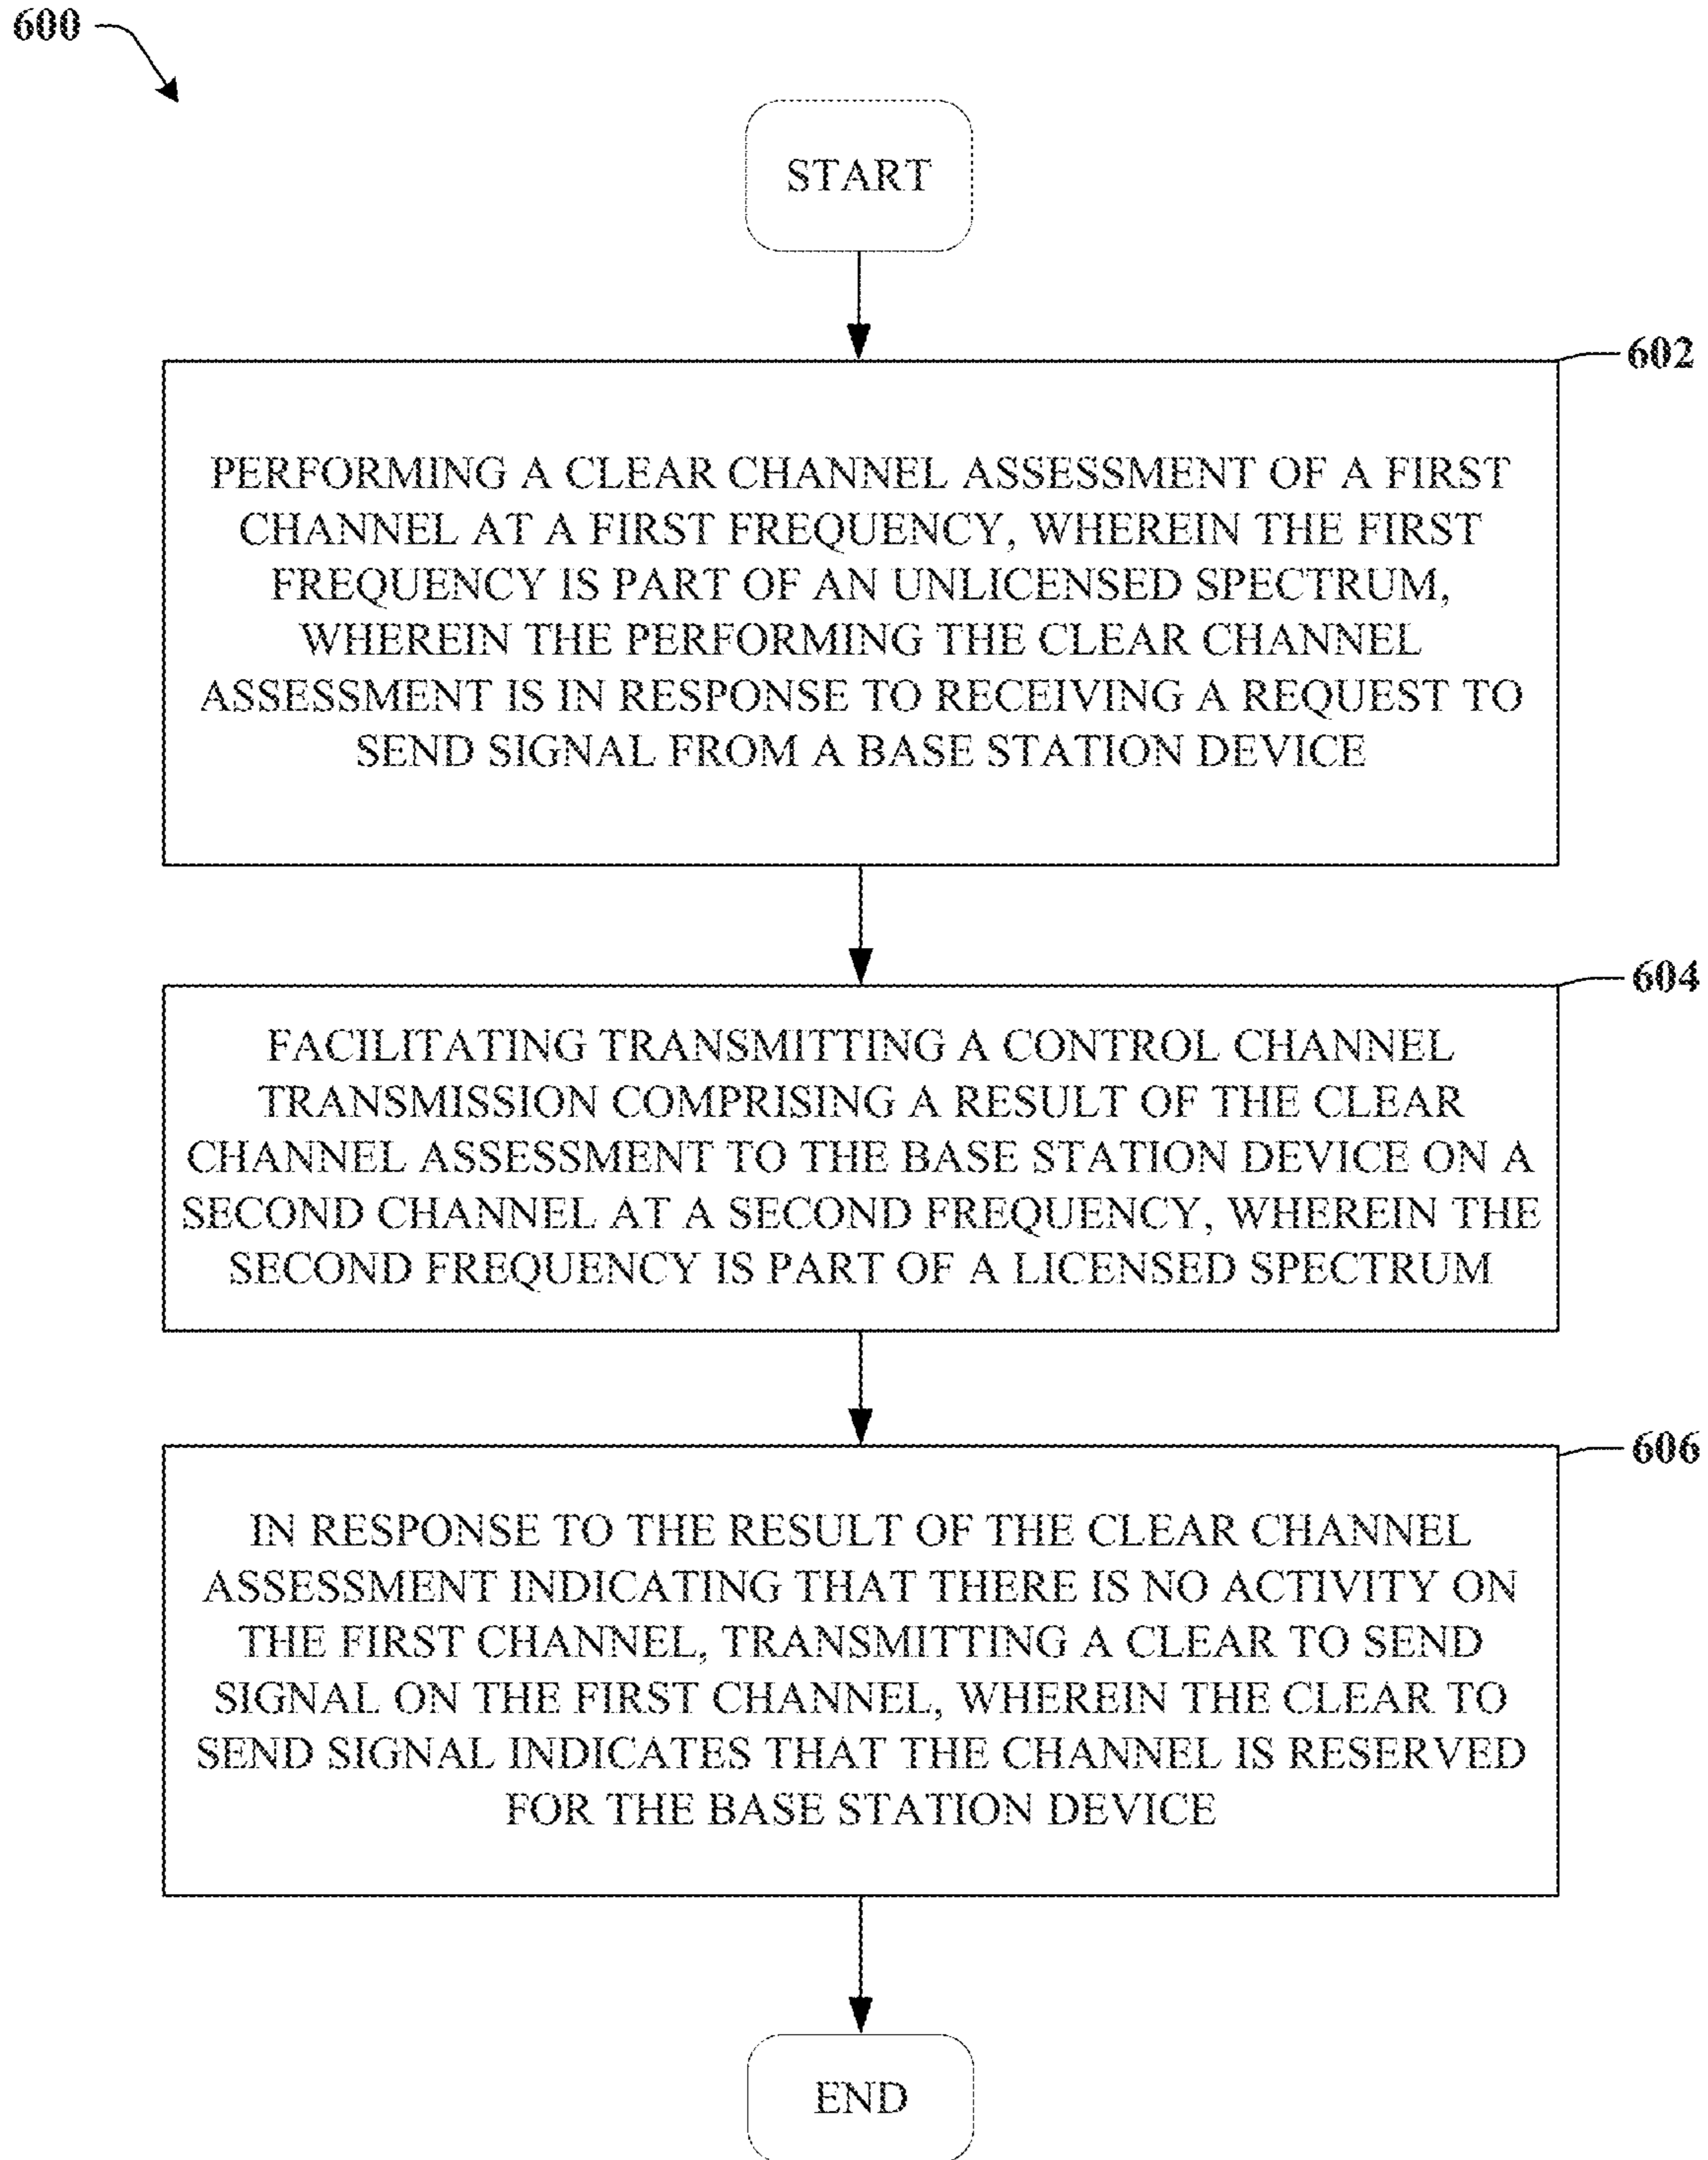 600
START
602
PERFORMING A CLEAR CHANNEL ASSESSMENT OF A FIRST
CHANNEL AT A FIRST FREQUENCY, WHEREIN THE FIRST
FREQUENCY IS PART OF AN UNLICENSED SPECTRUM,
WHEREIN THE PERFORMING THE CLEAR CHANNEL
ASSESSMENT IS IN RESPONSE TO RECEIVING A REQUEST TO
SEND SIGNAL FROM A BASE STATION DEVICE
604
FACILITATING TRANSMITTING A CONTROL CHANNEL
TRANSMISSION COMPRISING A RESULT OF THE CLEAR
CHANNEL ASSESSMENT TO THE BASE STATION DEVICE ON A
SECOND CHANNEL AT A SECOND FREQUENCY, WHEREIN THE
SECOND FREQUENCY IS PART OF A LICENSED SPECTRUM
606
IN RESPONSE TO THE RESULT OF THE CLEAR CHANNEL
ASSESSMENT INDICATING THAT THERE IS NO ACTIVITY ON
THE FIRST CHANNEL, TRANSMITTING A CLEAR TO SEND
SIGNAL ON THE FIRST CHANNEL, WHEREIN THE CLEAR TO
SEND SIGNAL INDICATES THAT THE CHANNEL IS RESERVED
FOR THE BASE STATION DEVICE
END